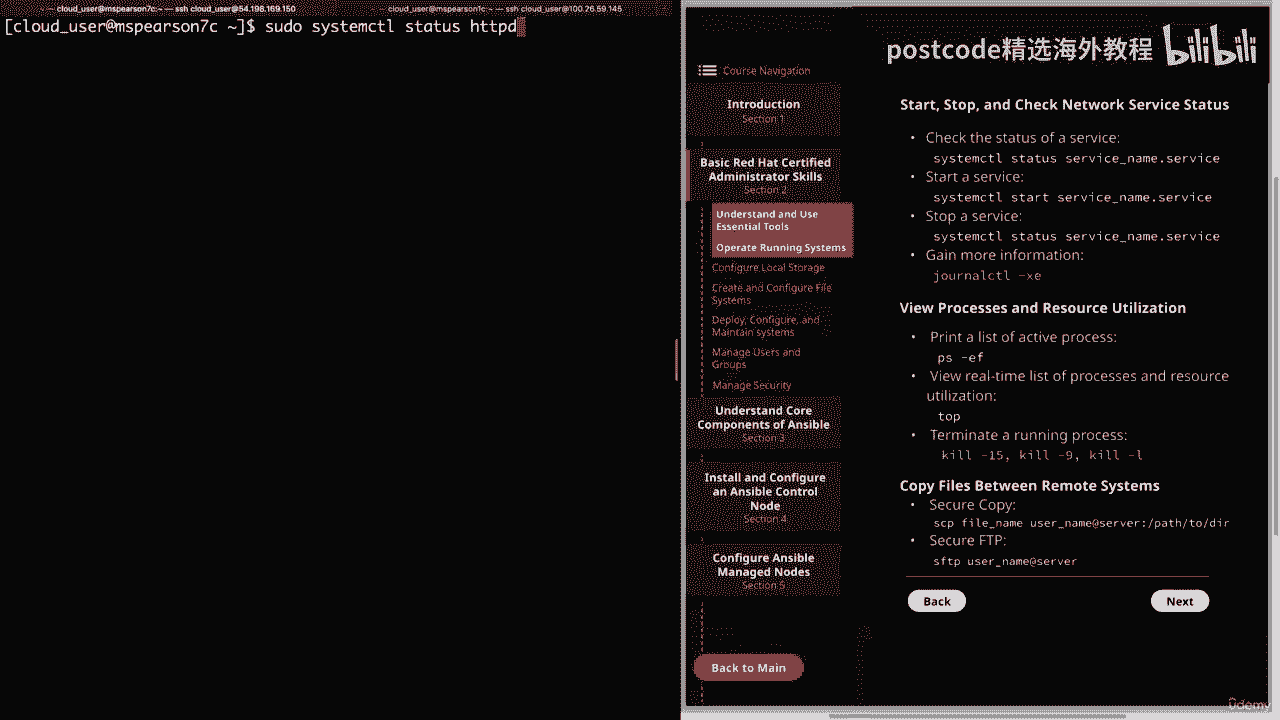 ~ — cloud_user@mspearson7c:~ — ssh cloud_user@54.198.169.150
cloud_user@mspearson1c:~ — ssh cloud_user@100.26.59.145
[cloud_user@mspearson7c ~]$ sudo systemctl status httpd
postcode精选海外教程 bilibili
Course Navigation
Introduction
Section 1
Basic Red Hat Certified
Administrator Skills
Section 2
Understand and Use
Essential Tools
Operate Running Systems
Configure Local Storage
Create and Configure File
Systems
Deploy, Configure, and
Maintain systems
Manage Users and
Groups
Manage Security
Understand Core
Components of Ansible
Section 3
Install and Configure
an Ansible Control
Node
Section 4
Configure Ansible
Managed Nodes
Section 5
Back to Main
Start, Stop, and Check Network Service Status
• Check the status of a service:
systemctl status service_name.service
• Start a service:
systemctl start service_name.service
• Stop a service:
systemctl status service_name.service
• Gain more information:
journalctl -xe
View Processes and Resource Utilization
• Print a list of active process:
ps -ef
• View real-time list of processes and resource
utilization:
top
• Terminate a running process:
kill -15, kill -9, kill -l
Copy Files Between Remote Systems
• Secure Copy:
scp file_name user_name@server:/path/to/dir
• Secure FTP:
sftp user_name@server
Back
Next
ûdemy